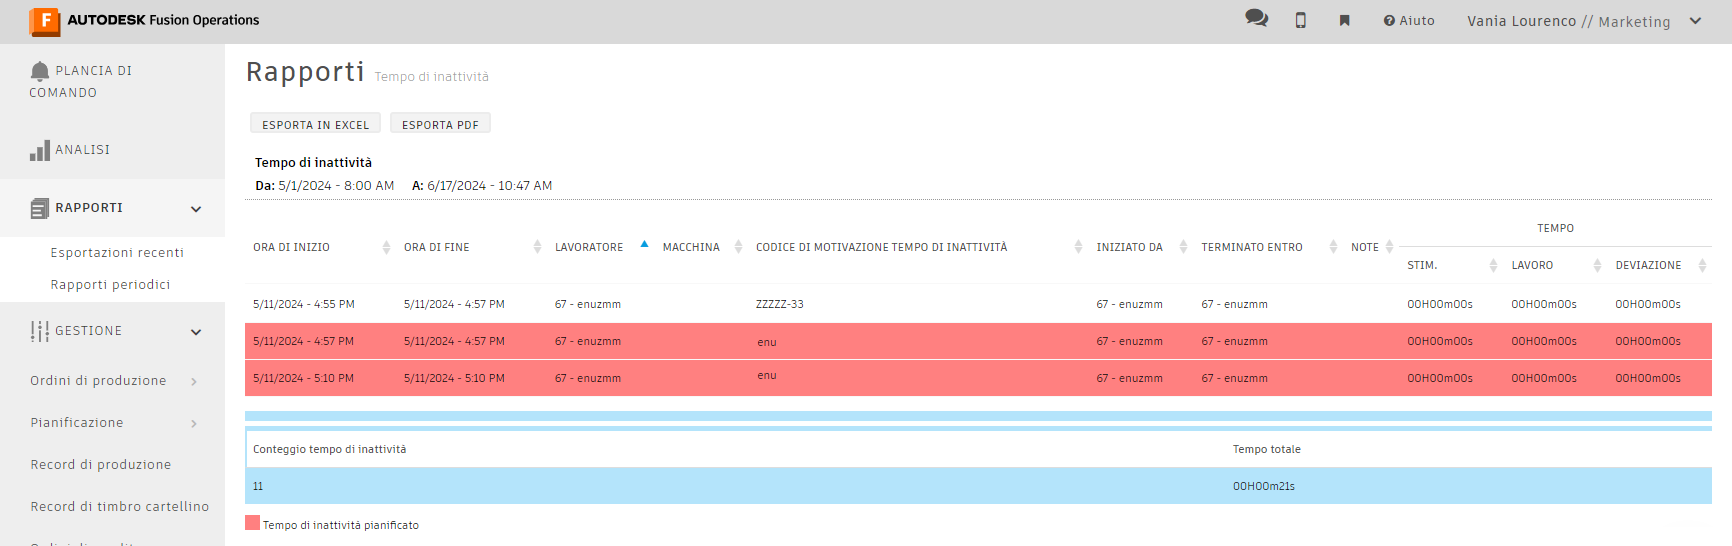 AUTODESK Fusion Operations
Aiuto
Vania Lourenco // Marketing
PLANCIA DI
COMANDO
ANALISI
RAPPORTI
Esportazioni recenti
Rapporti periodici
GESTIONE
Ordini di produzione
Pianificazione
Record di produzione
Record di timbro cartellino
Rapporti Tempo di inattività
ESPORTA IN EXCEL ESPORTA PDF
Tempo di inattività
Da: 5/1/2024 - 8:00 AM A: 6/17/2024 - 10:47 AM
TEMPO
ORA DI INIZIO ORA DI FINE LAVORATORE MACCHINA CODICE DI MOTIVAZIONE TEMPO DI INATTIVITÀ INIZIATO DA TERMINATO ENTRO NOTE
STIM. LAVORO DEVIAZIONE
5/11/2024 - 4:55 PM 5/11/2024 - 4:57 PM 67 - enuzmm ZZZZZ-33 67 - enuzmm 67 - enuzmm 00H00m00s 00H00m00s 00H00m00s
5/11/2024 - 4:57 PM 5/11/2024 - 4:57 PM 67 - enuzmm enu 67 - enuzmm 67 - enuzmm 00H00m00s 00H00m00s 00H00m00s
5/11/2024 - 5:10 PM 5/11/2024 - 5:10 PM 67 - enuzmm enu 67 - enuzmm 67 - enuzmm 00H00m00s 00H00m00s 00H00m00s
Conteggio tempo di inattività Tempo totale
11 00H00m21s
Tempo di inattività pianificato